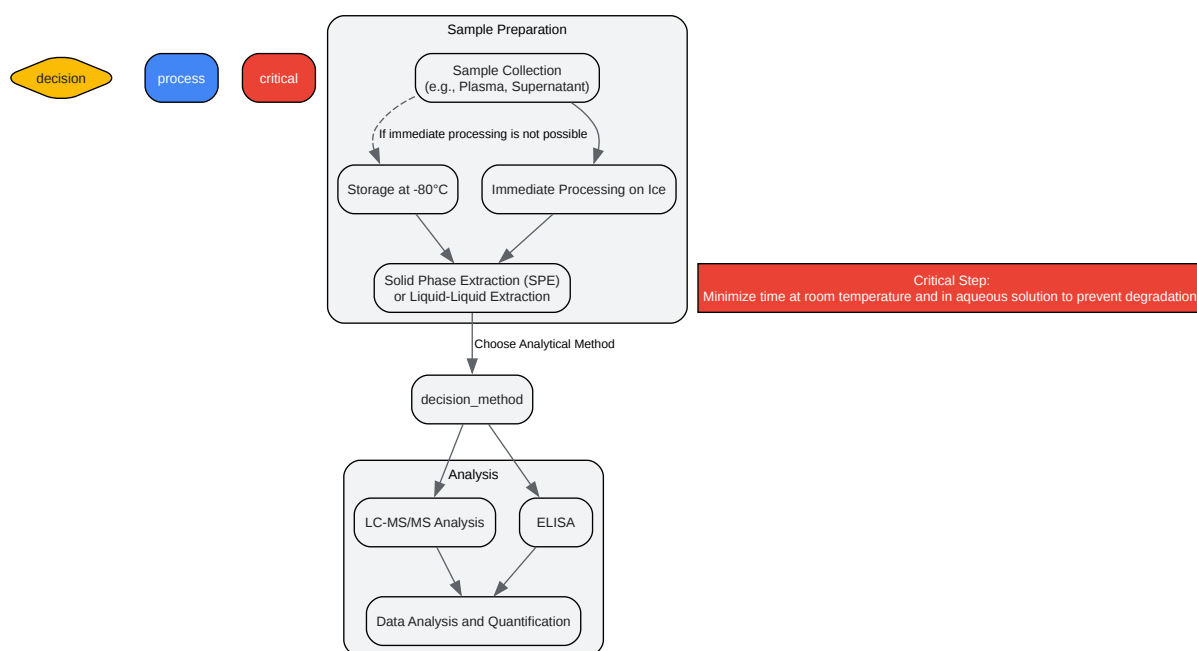 decision
process
critical
Sample Preparation
Sample Collection
(e.g., Plasma, Supernatant)
If immediate processing is not possible
Storage at -80°C
Immediate Processing on Ice
Solid Phase Extraction (SPE)
or Liquid-Liquid Extraction
Critical Step:
Minimize time at room temperature and in aqueous solution to prevent degradation
Choose Analytical Method
decision_method
Analysis
LC-MS/MS Analysis
ELISA
Data Analysis and Quantification